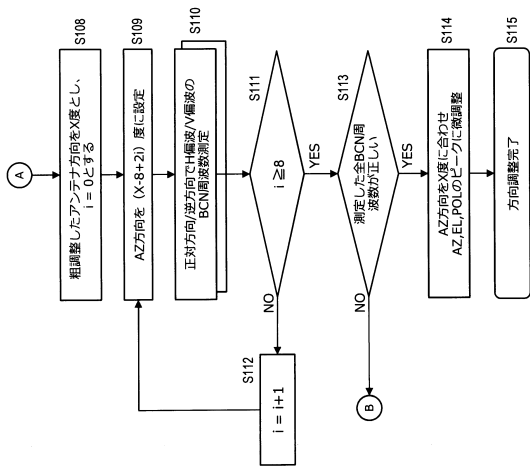 A
S108
粗調整したアンテナ方向をX度とし、
i = 0とする
S109
AZ方向を（X-8+2i）度に設定
S110
正対方向/逆方向でH偏波/V偏波の
BCN周波数測定
S111
i ≧8
YES
NO
S112
i = i+1
S113
測定した全BCN周
波数が正しい
YES
NO
B
S114
AZ方向をX度に合わせ
AZ,EL,POLのピークに微調整
S115
方向調整完了